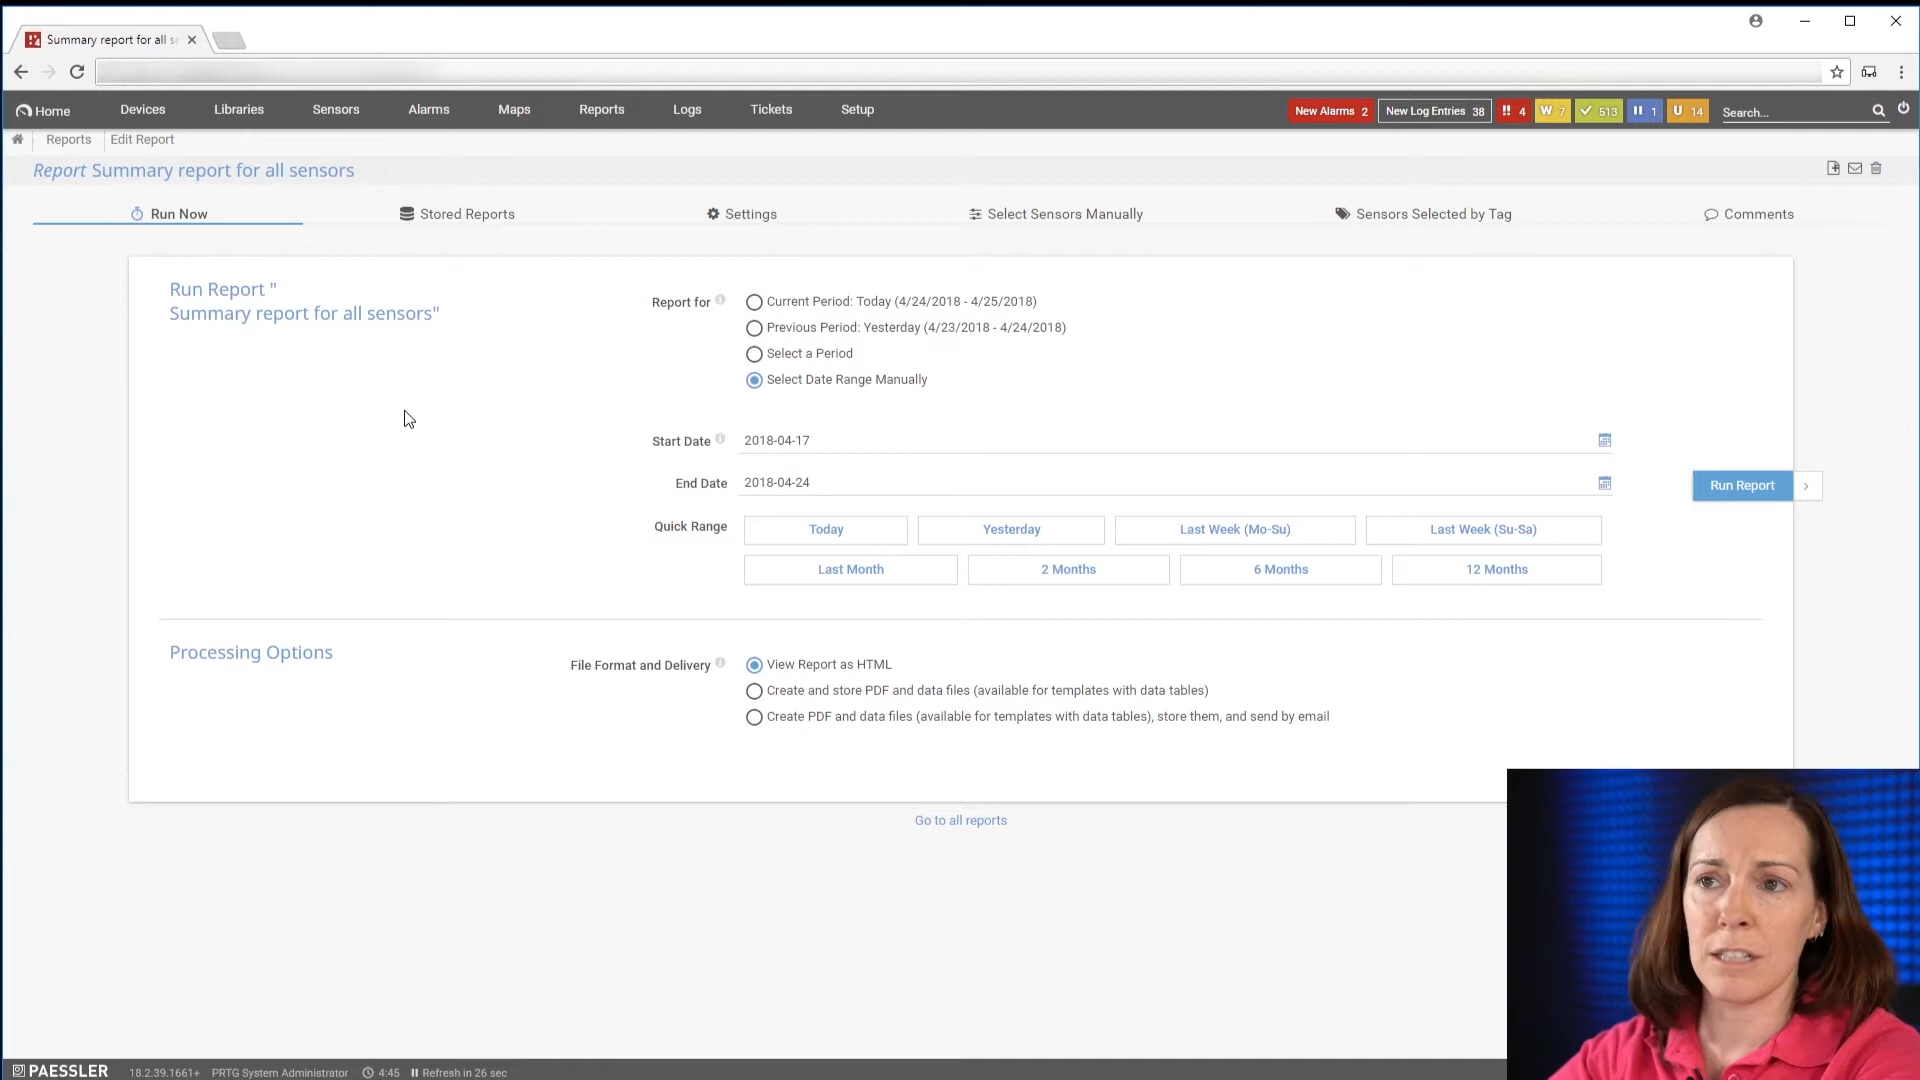 Summary report for all se
Home Devices Libraries Sensors Alarms Maps Reports Logs Tickets Setup New Alarms 2 New Log Entries 38 !! 4 W 7 513 1 U 14 Search...
Reports Edit Report
Report Summary report for all sensors
Run Now Stored Reports Settings Select Sensors Manually Sensors Selected by Tag Comments
Run Report "
Summary report for all sensors"
Report for
Current Period: Today (4/24/2018 - 4/25/2018)
Previous Period: Yesterday (4/23/2018 - 4/24/2018)
Select a Period
Select Date Range Manually
Start Date 2018-04-17
End Date 2018-04-24
Run Report
Quick Range Today Yesterday Last Week (Mo-Su) Last Week (Su-Sa)
Last Month 2 Months 6 Months 12 Months
Processing Options
File Format and Delivery
View Report as HTML
Create and store PDF and data files (available for templates with data tables)
Create PDF and data files (available for templates with data tables), store them, and send by email
Go to all reports
PAESSLER 18.2.39.1661+ PRTG System Administrator 4:45 Refresh in 26 sec